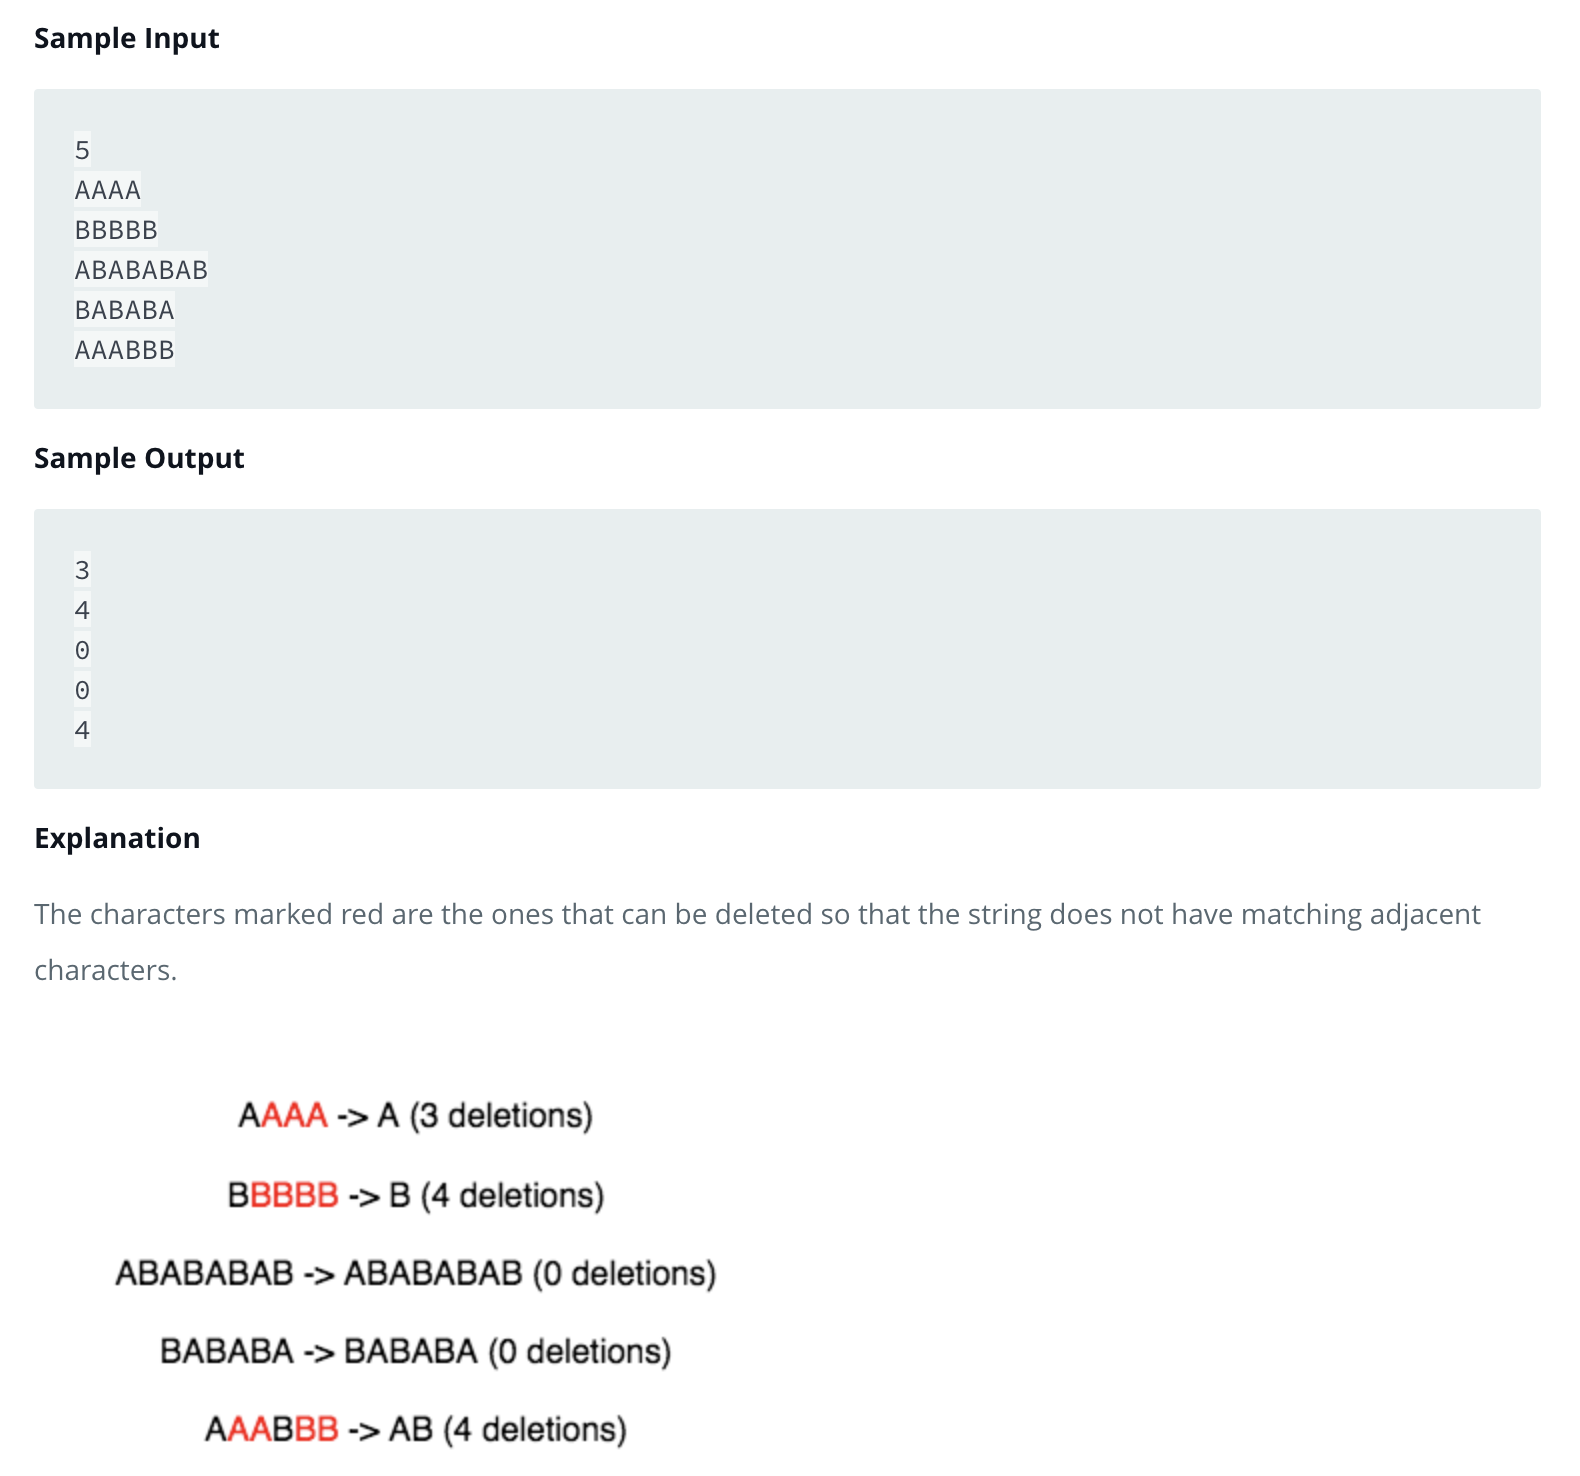 Sample Input
5
AAAA
BBBBB
ABABABAB
BABABA
AAABBB
Sample Output
3
4
0
0
4
Explanation
The characters marked red are the ones that can be deleted so that the string does not have matching adjacent
characters.
AAAA -> A (3 deletions)
BBBBB -> B (4 deletions)
ABABABAB -> ABABABAB (0 deletions)
BABABA -> BABABA (0 deletions)
AAABBB -> AB (4 deletions)